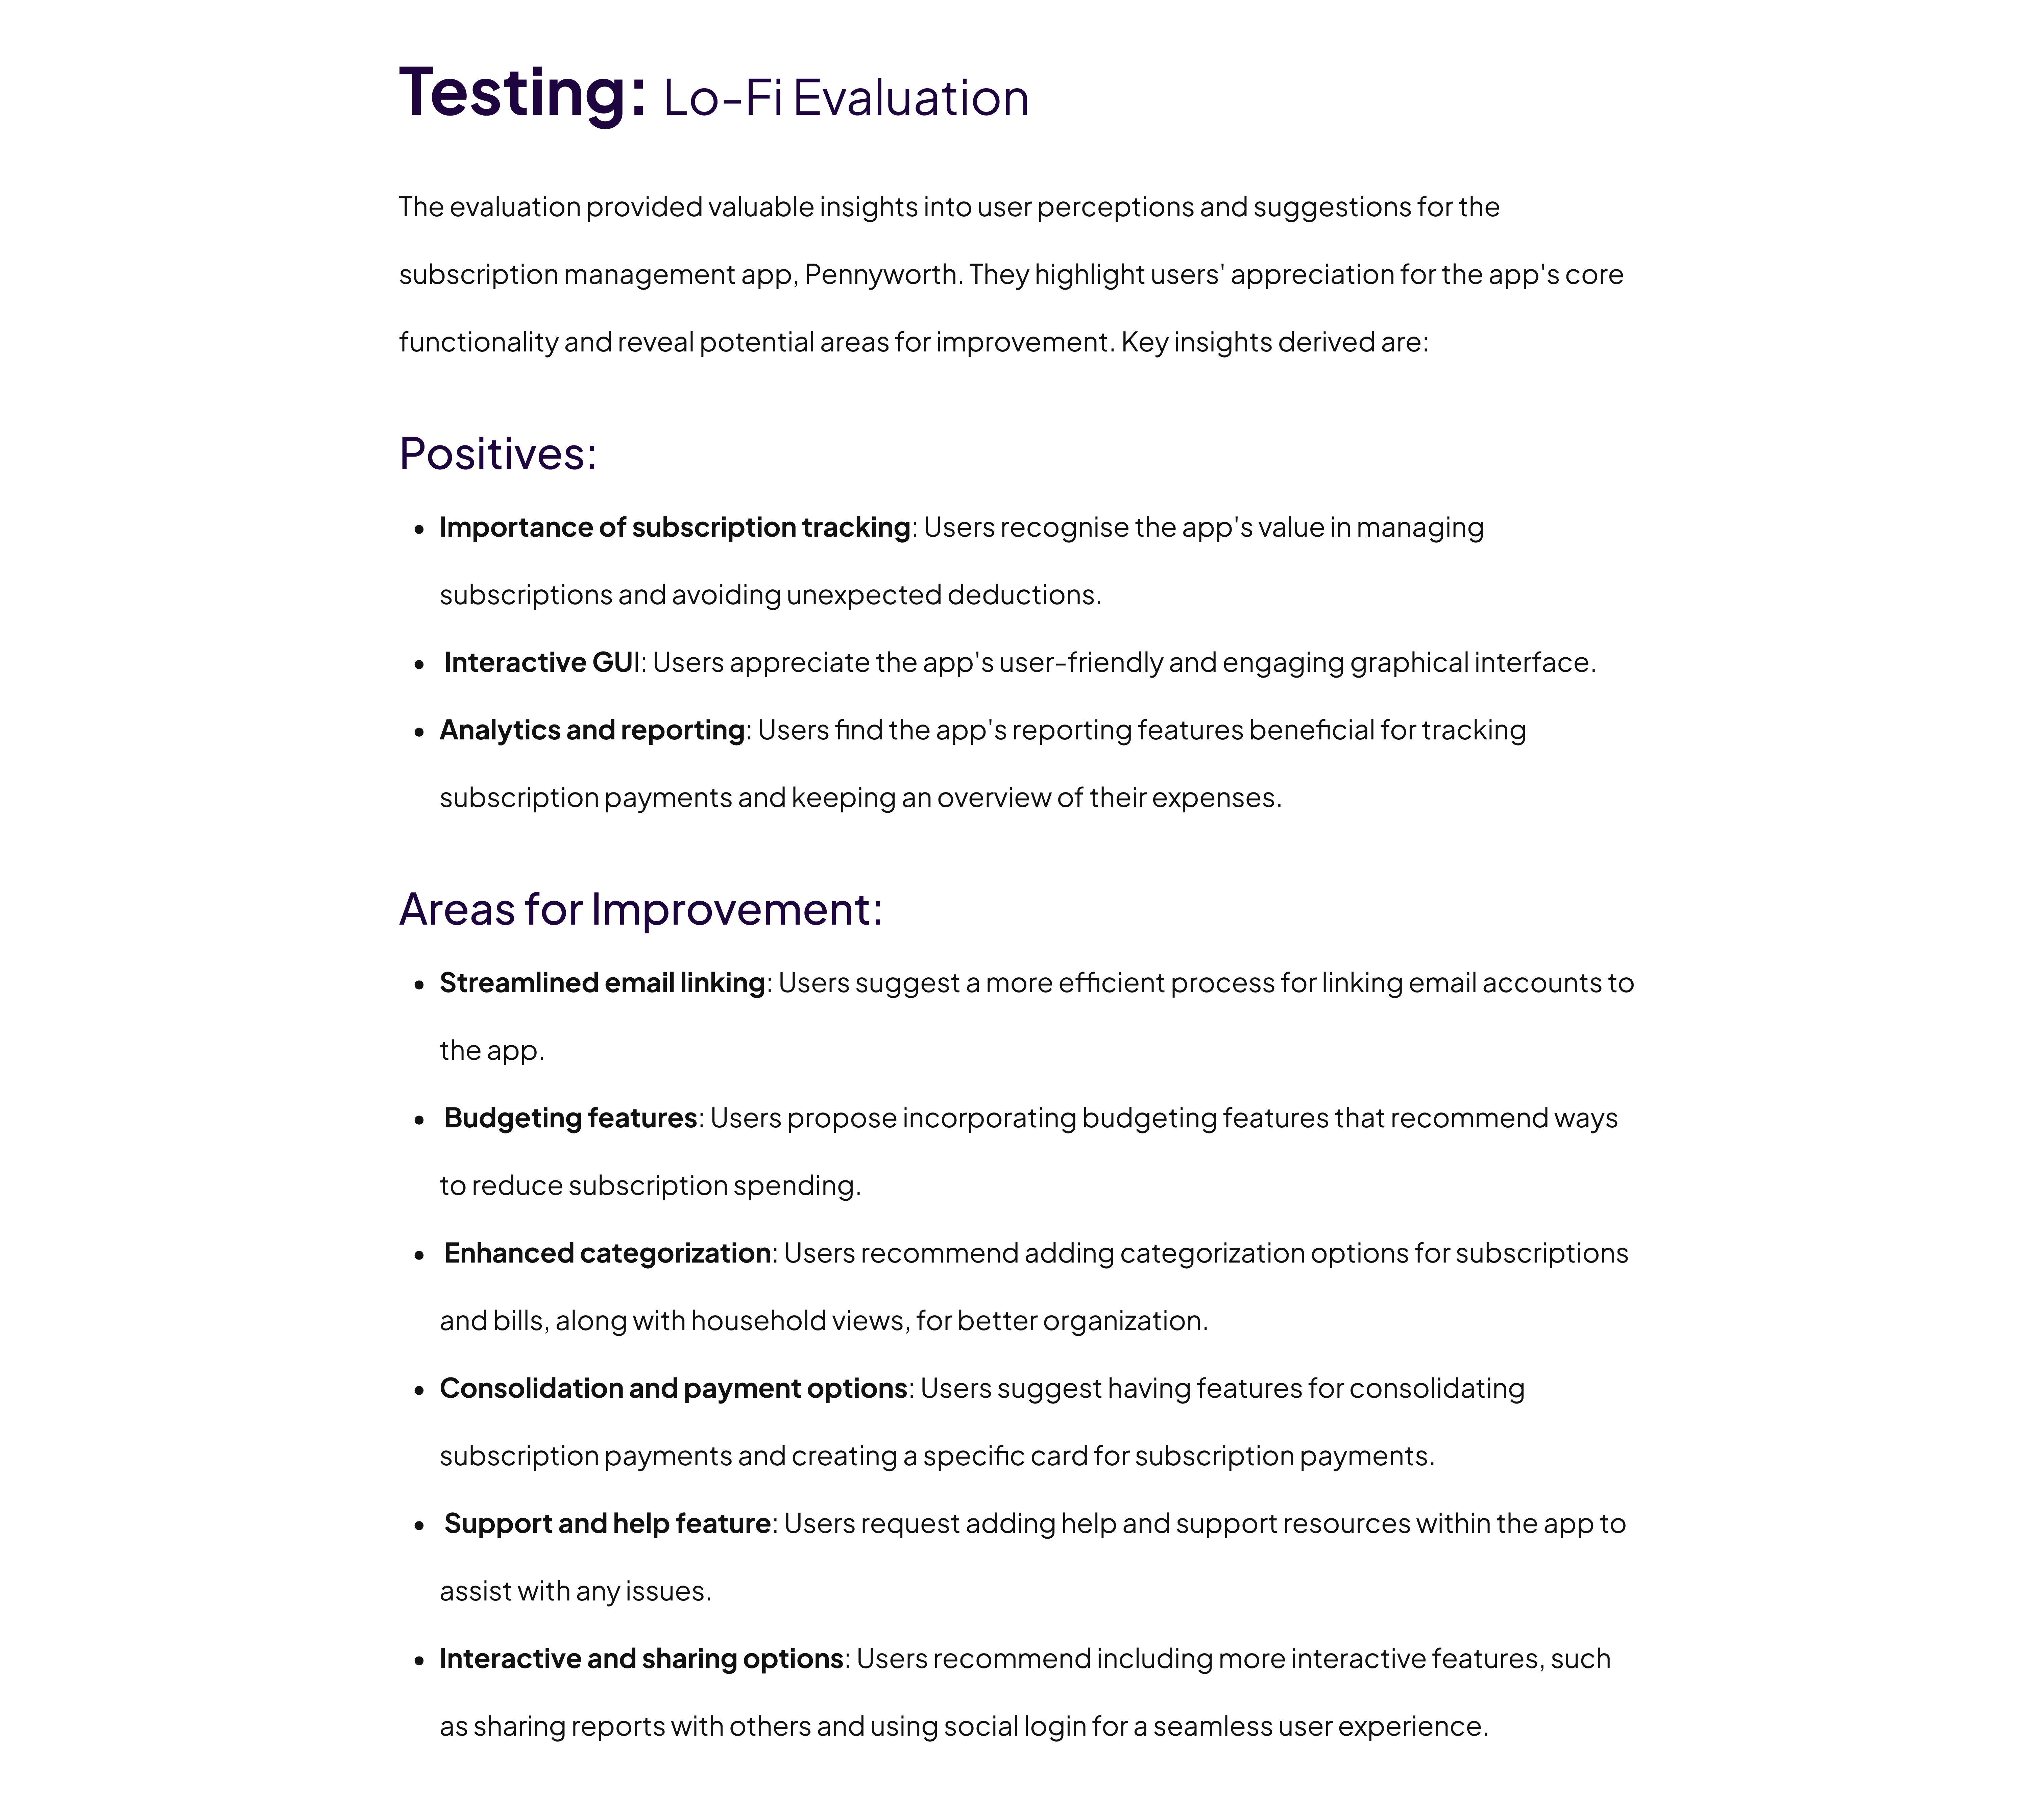 Testing: Lo-Fi Evaluation
The evaluation provided valuable insights into user perceptions and suggestions for the
subscription management app, Pennyworth. They highlight users' appreciation for the app's core
functionality and reveal potential areas for improvement. Key insights derived are:
Positives:
• Importance of subscription tracking: Users recognise the app's value in managing
subscriptions and avoiding unexpected deductions.
• Interactive GUI: Users appreciate the app's user-friendly and engaging graphical interface.
• Analytics and reporting: Users find the app's reporting features beneficial for tracking
subscription payments and keeping an overview of their expenses.
Areas for Improvement:
• Streamlined email linking: Users suggest a more efficient process for linking email accounts to
the app.
• Budgeting features: Users propose incorporating budgeting features that recommend ways
to reduce subscription spending.
• Enhanced categorization: Users recommend adding categorization options for subscriptions
and bills, along with household views, for better organization.
• Consolidation and payment options: Users suggest having features for consolidating
subscription payments and creating a specific card for subscription payments.
• Support and help feature: Users request adding help and support resources within the app to
assist with any issues.
• Interactive and sharing options: Users recommend including more interactive features, such
as sharing reports with others and using social login for a seamless user experience.